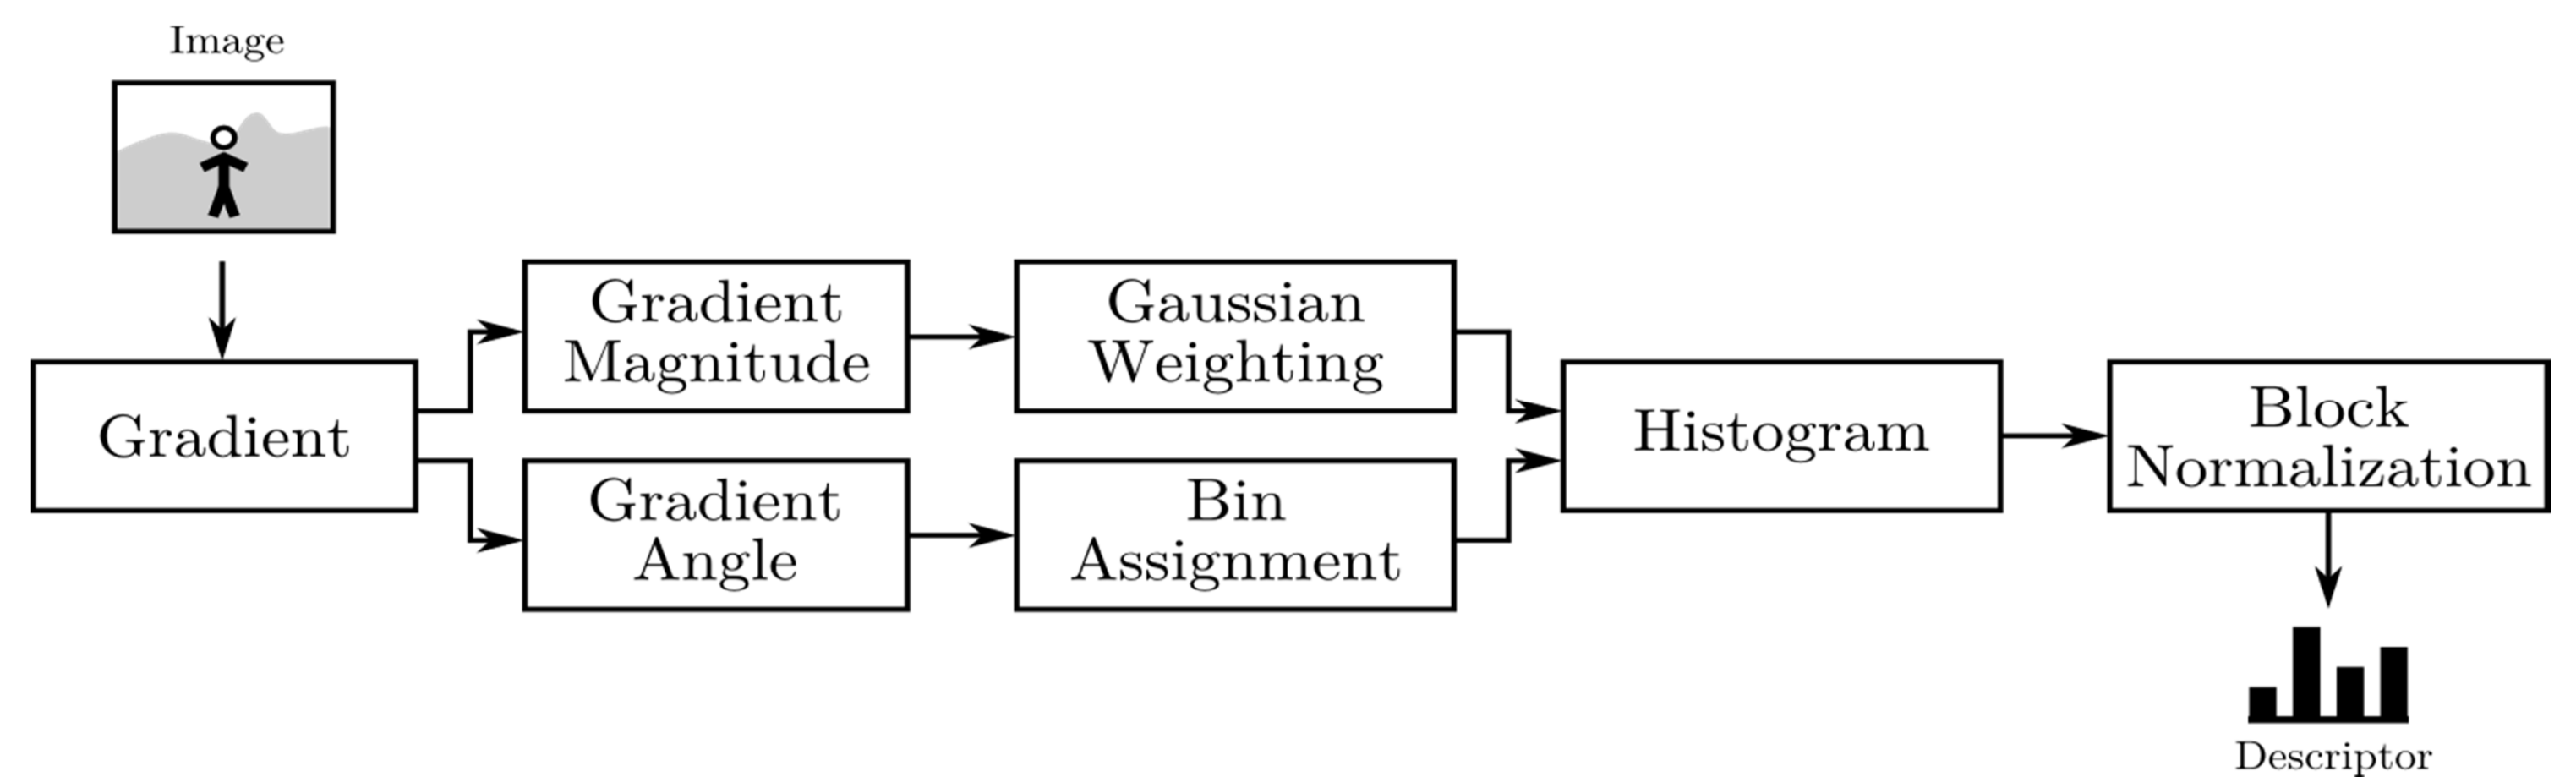 Image
Gradient
Gradient
Magnitude
Gaussian
Weighting
Gradient
Angle
Bin
Assignment
Histogram
Block
Normalization
Descriptor